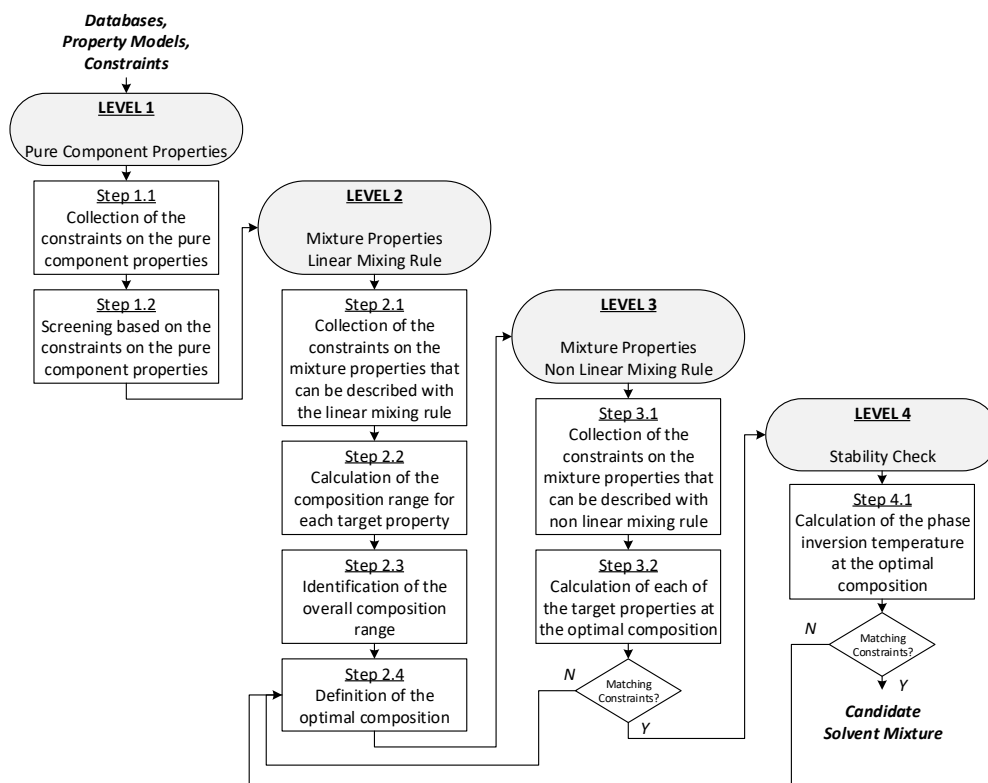 Databases,
Property Models,
Constraints
LEVEL 1
Pure Component Properties
Step 1.1
Collection of the
constraints on the pure
component properties
Step 1.2
Screening based on the
constraints on the pure
component properties
LEVEL 2
Mixture Properties
Linear Mixing Rule
Step 2.1
Collection of the
constraints on the
mixture properties that
can be described with
the linear mixing rule
Step 2.2
Calculation of the
composition range for
each target property
Step 2.3
Identification of the
overall composition
range
Step 2.4
Definition of the
optimal composition
LEVEL 3
Mixture Properties
Non Linear Mixing Rule
Step 3.1
Collection of the
constraints on the
mixture properties that
can be described with
non linear mixing rule
Step 3.2
Calculation of each of
the target properties at
the optimal composition
N
Matching
Constraints?
Y
LEVEL 4
Stability Check
Step 4.1
Calculation of the phase
inversion temperature
at the optimal
composition
N
Matching
Constraints?
Y
Candidate
Solvent Mixture